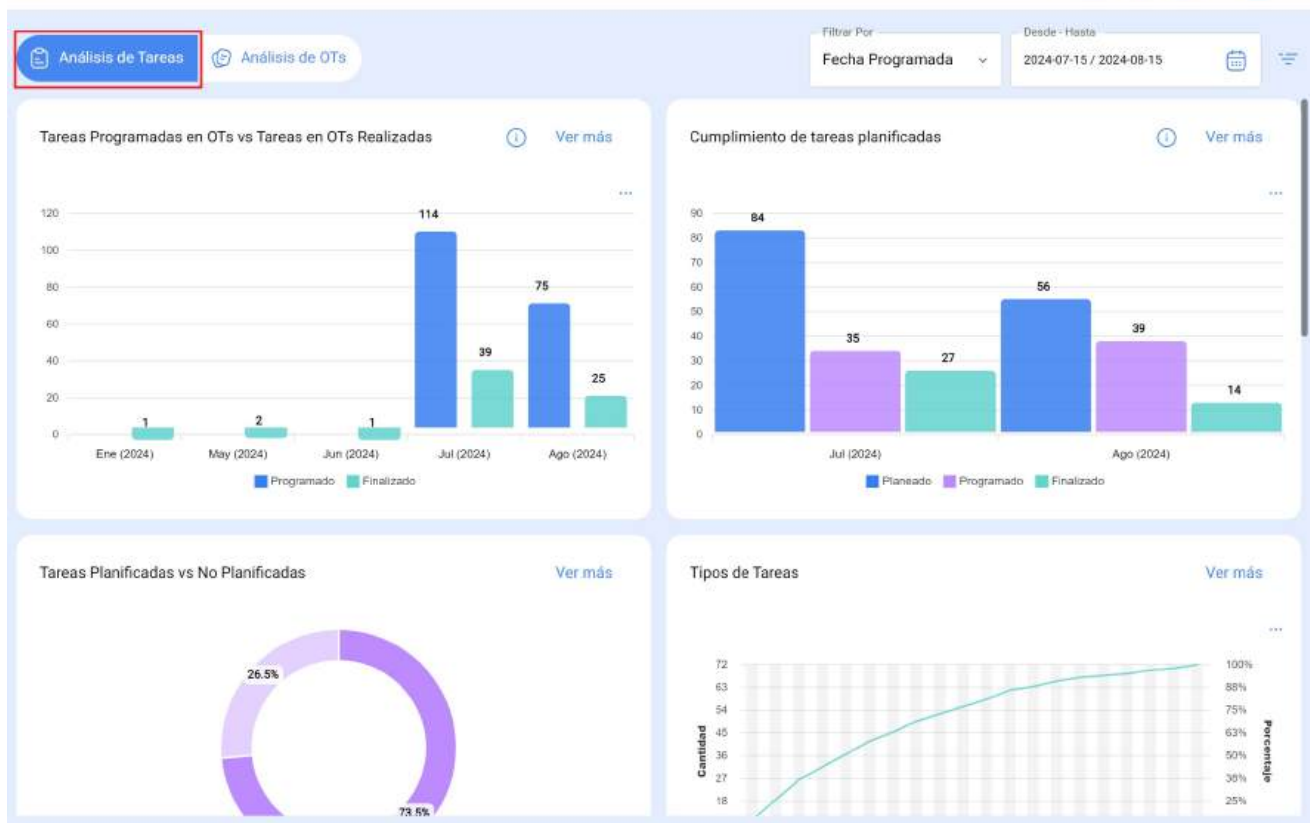 Análisis de Tareas
Análisis de OTs
Filtrar Por
Fecha Programada
Desde - Hasta
2024-07-15 / 2024-08-15
Tareas Programadas en OTs vs Tareas en OTs Realizadas
Ver más
120
100
80
60
40
20
0
1
2
1
114
39
75
25
Ene (2024)
May (2024)
Jun (2024)
Jul (2024)
Ago (2024)
Programado
Finalizado
Cumplimiento de tareas planificadas
Ver más
90
80
70
60
50
40
30
20
10
0
84
35
27
56
39
14
Jul (2024)
Ago (2024)
Planeado
Programado
Finalizado
Tareas Planificadas vs No Planificadas
Ver más
26.5%
73.5%
Tipos de Tareas
Ver más
Cantidad
72
63
54
45
36
27
18
100%
88%
75%
63%
50%
38%
25%
Porcentaje